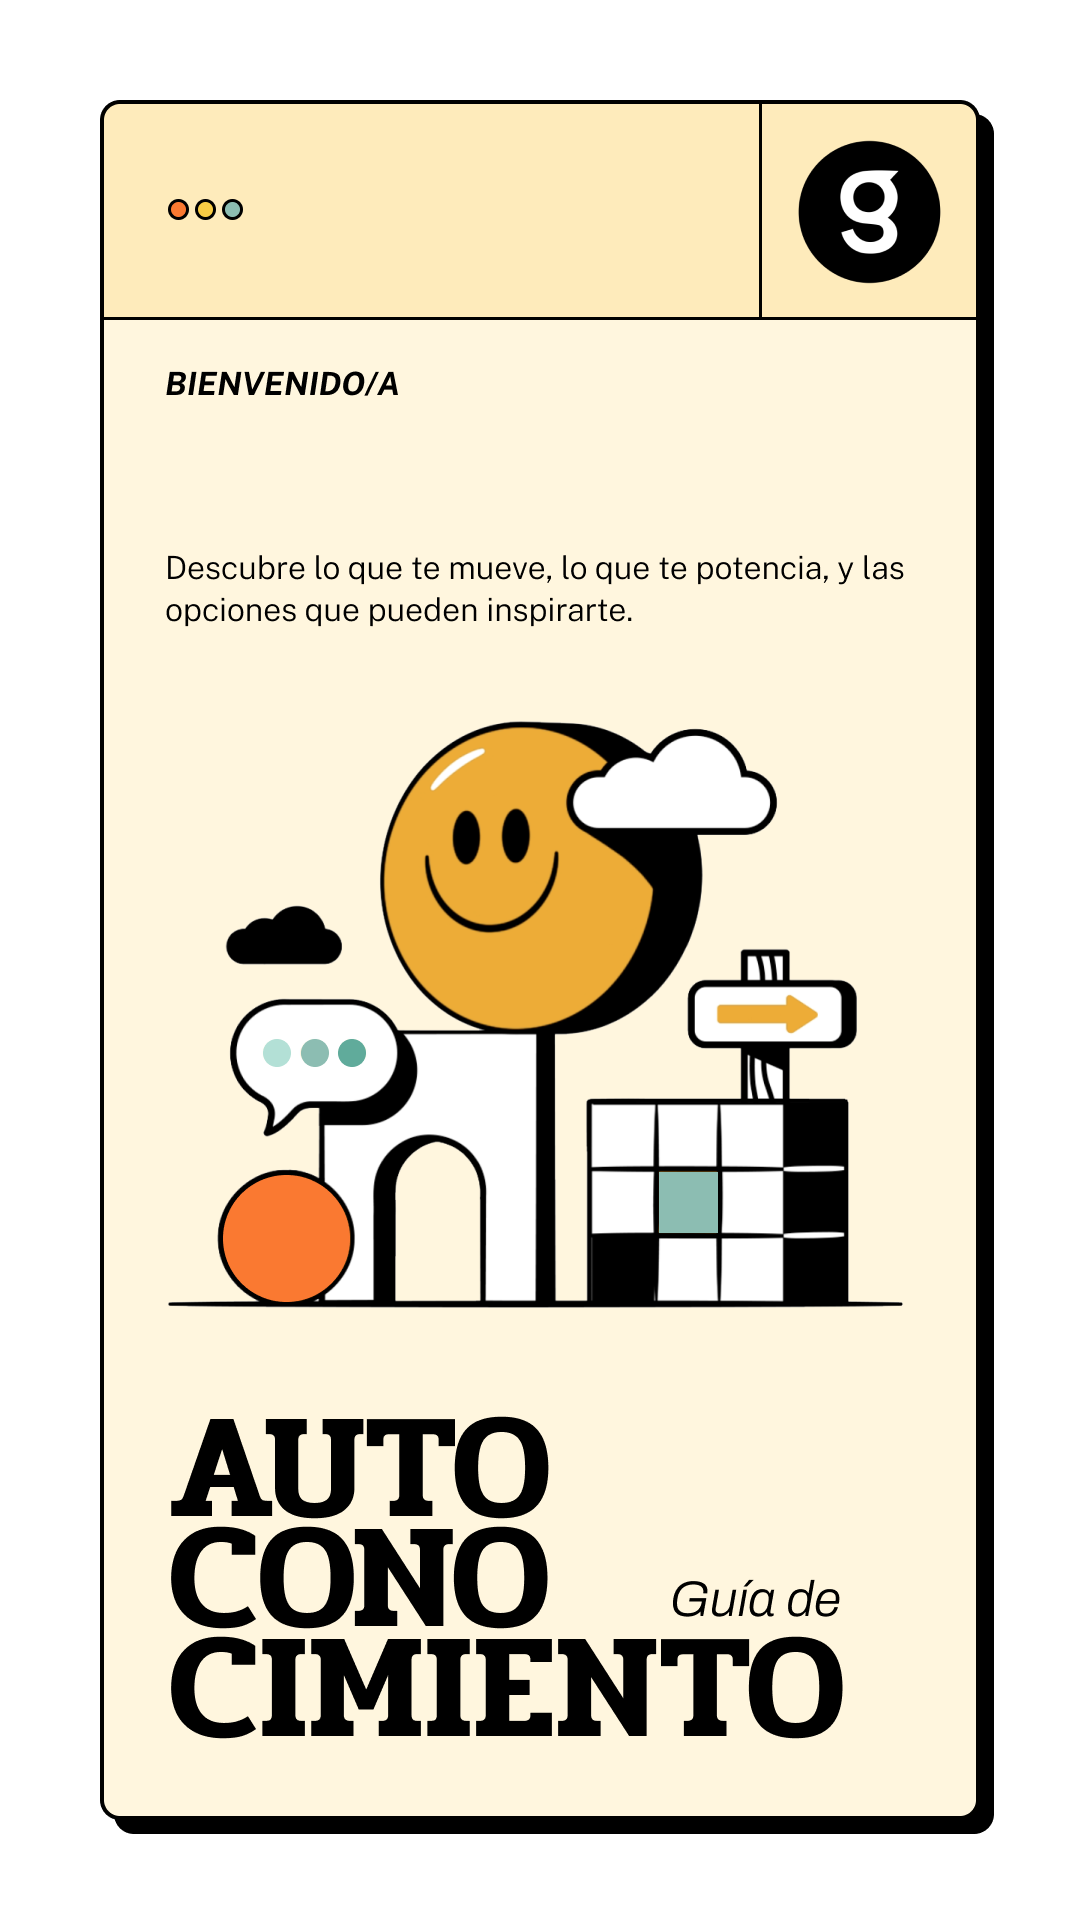 g
BIENVENIDO/A
Descubre lo que te mueve, lo que te potencia, y las
opciones que pueden inspirarte.
Guía de
AUTO
CONO
CIMIENTO